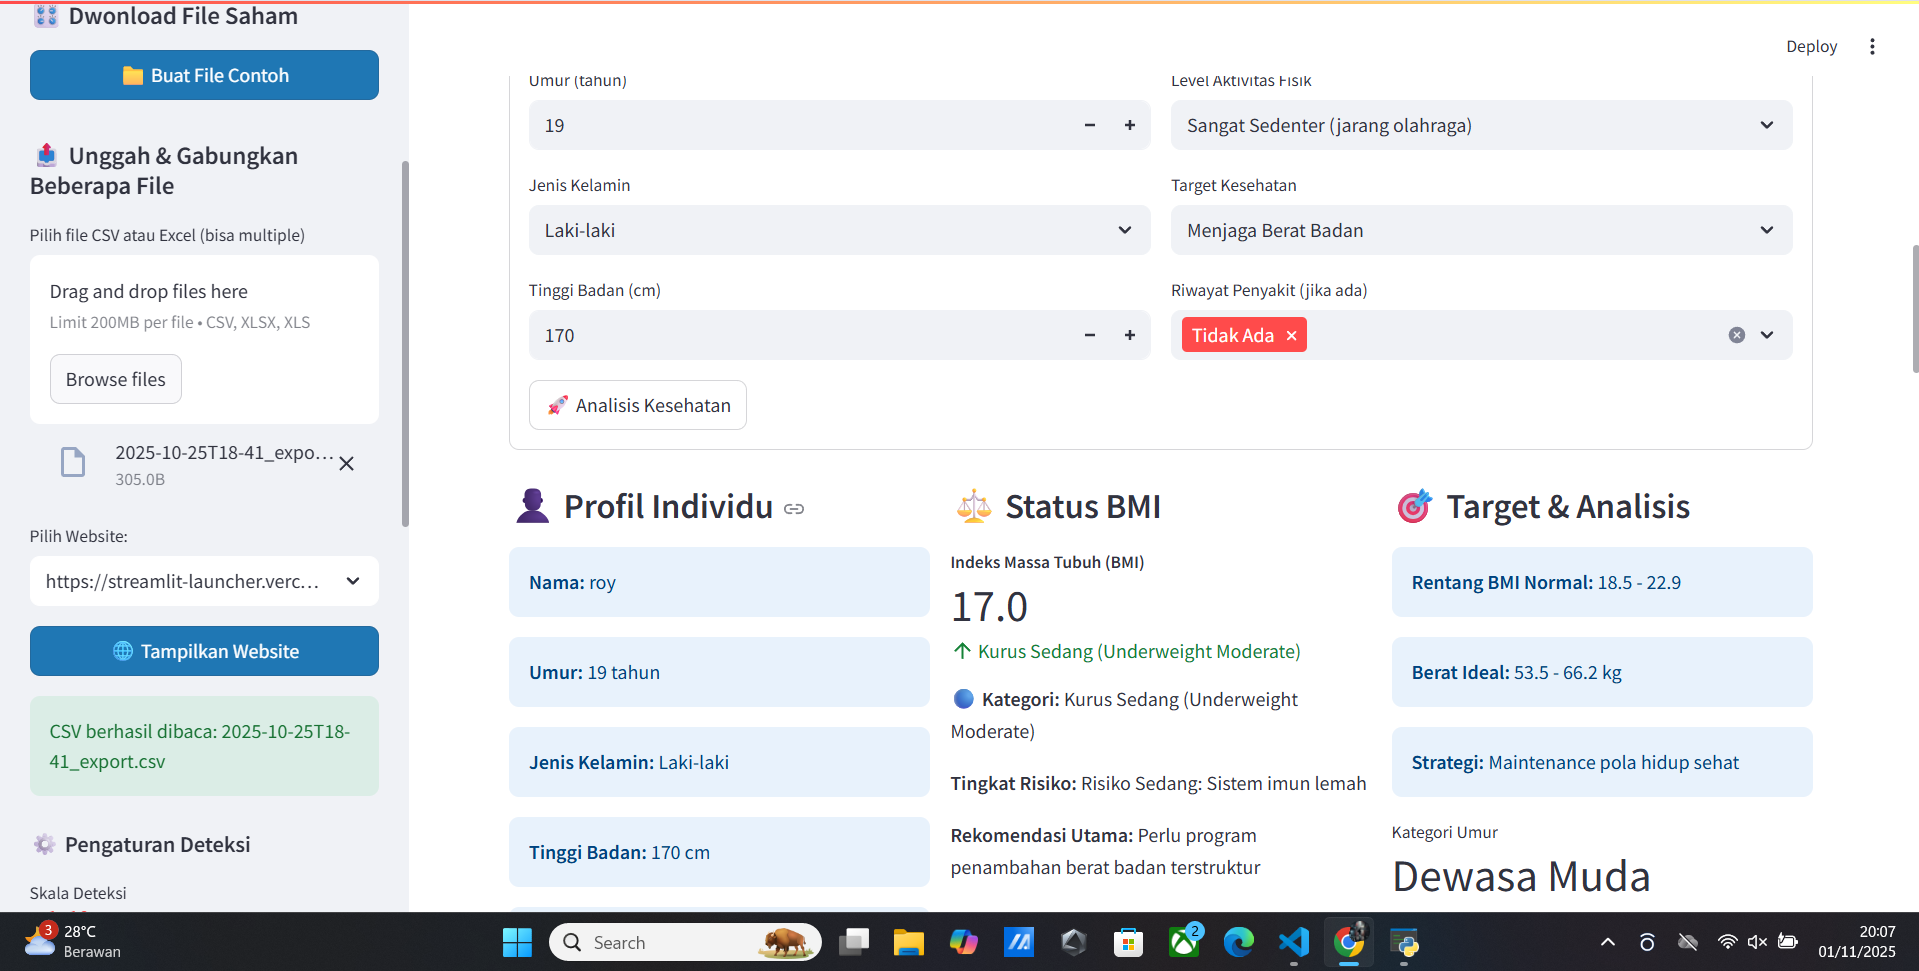 Dwonload File Saham
Buat File Contoh
Unggah & Gabungkan
Beberapa File
Pilih file CSV atau Excel (bisa multiple)
Drag and drop files here
Limit 200MB per file • CSV, XLSX, XLS
Browse files
2025-10-25T18-41_expo...
305.0B
Pilih Website:
https://streamlit-launcher.verc...
Tampilkan Website
CSV berhasil dibaca: 2025-10-25T18-
41_export.csv
Pengaturan Deteksi
Skala Deteksi
Deploy
Umur (tahun)
19
Jenis Kelamin
Laki-laki
Tinggi Badan (cm)
170
Level Aktivitas Fisik
Sangat Sedenter (jarang olahraga)
Target Kesehatan
Menjaga Berat Badan
Riwayat Penyakit (jika ada)
Tidak Ada
Analisis Kesehatan
Profil Individu
Nama: roy
Umur: 19 tahun
Jenis Kelamin: Laki-laki
Tinggi Badan: 170 cm
Status BMI
Indeks Massa Tubuh (BMI)
17.0
Kurus Sedang (Underweight Moderate)
Kategori: Kurus Sedang (Underweight
Moderate)
Tingkat Risiko: Risiko Sedang: Sistem imun lemah
Rekomendasi Utama: Perlu program
penambahan berat badan terstruktur
Target & Analisis
Rentang BMI Normal: 18.5 - 22.9
Berat Ideal: 53.5 - 66.2 kg
Strategi: Maintenance pola hidup sehat
Kategori Umur
Dewasa Muda
3
28°C
Berawan
Search
2
20:07
01/11/2025